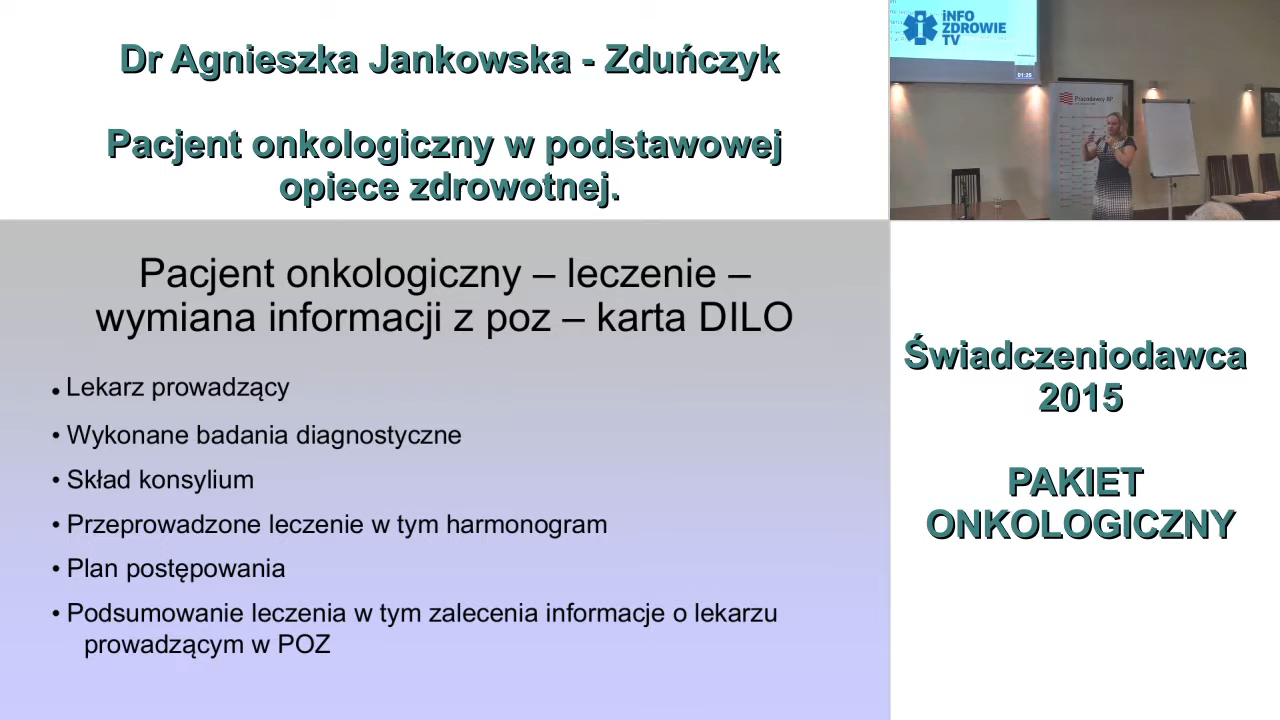 Dr Agnieszka Jankowska - Zduńczyk
Pacjent onkologiczny w podstawowej
opiece zdrowotnej.
iNFO
ZDROWIE
TV
01:25
Pracodawcy RP
Pacjent onkologiczny – leczenie –
wymiana informacji z poz – karta DILO
• Lekarz prowadzący
• Wykonane badania diagnostyczne
• Skład konsylium
• Przeprowadzone leczenie w tym harmonogram
• Plan postępowania
• Podsumowanie leczenia w tym zalecenia informacje o lekarzu
prowadzącym w POZ
Świadczeniodawca
2015
PAKIET
ONKOLOGICZNY